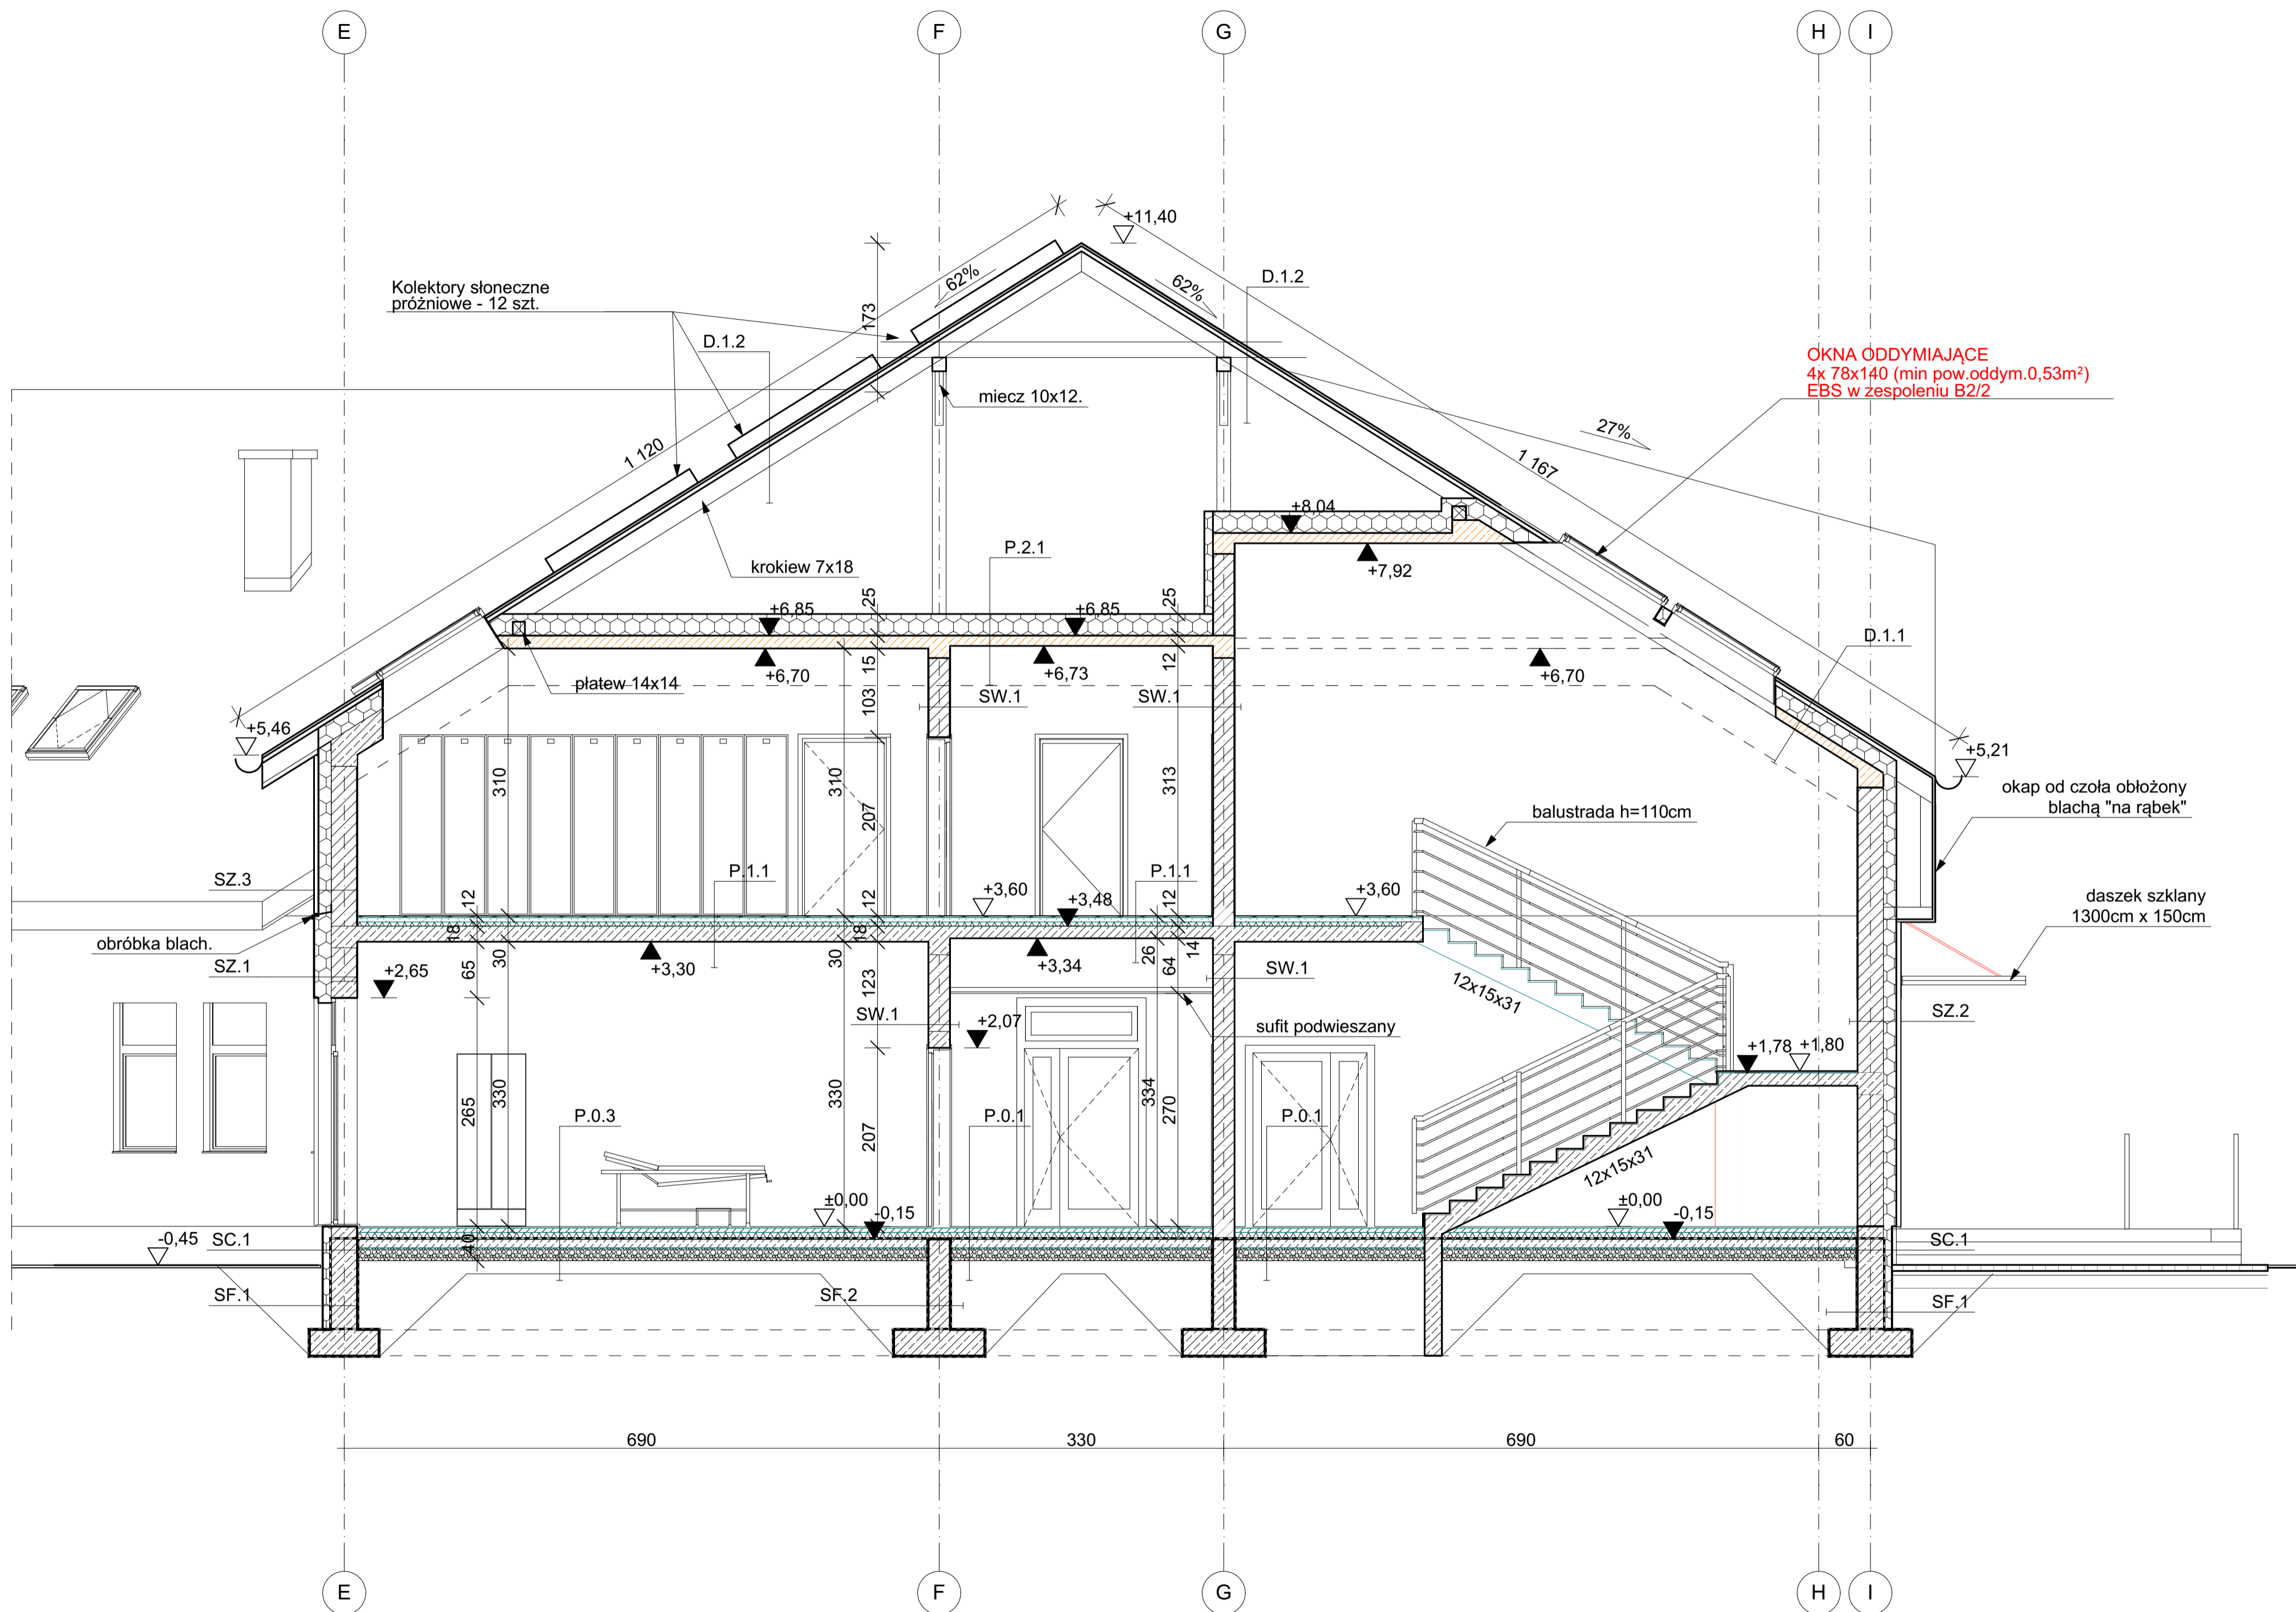 E
F
G
H
I
+11,40
62%
62%
D.1.2
Kolektory słoneczne
próżniowe - 12 szt.
173
D.1.2
OKNA ODDYMIAJĄCE
4x 78x140 (min pow.oddym.0,53m²)
EBS w zespoleniu B2/2
miecz 10x12.
27%
1 120
1 167
+8,04
P.2.1
krokiew 7x18
+7,92
25
+6,85
+6,85
25
D.1.1
15
12
+6,70
+6,73
+6,70
płatew 14x14
103
SW.1
SW.1
+5,46
+5,21
310
310
207
313
okap od czoła obłożony
blachą "na rąbek"
balustrada h=110cm
SZ.3
P.1.1
P.1.1
12
12
12
+3,60
+3,48
+3,60
daszek szklany
1300cm x 150cm
18
18
obróbka blach.
SZ.1
+2,65
65
30
+3,30
30
123
+3,34
26
64
14
SW.1
12x15x31
SW.1
+2,07
sufit podwieszany
SZ.2
+1,78
+1,80
265
330
330
207
334
270
P.0.3
P.0.1
P.0.1
12x15x31
±0,00
-0,15
±0,00
-0,15
-0,45
SC.1
40
SC.1
SF.1
SF.2
SF.1
690
330
690
60
E
F
G
H
I